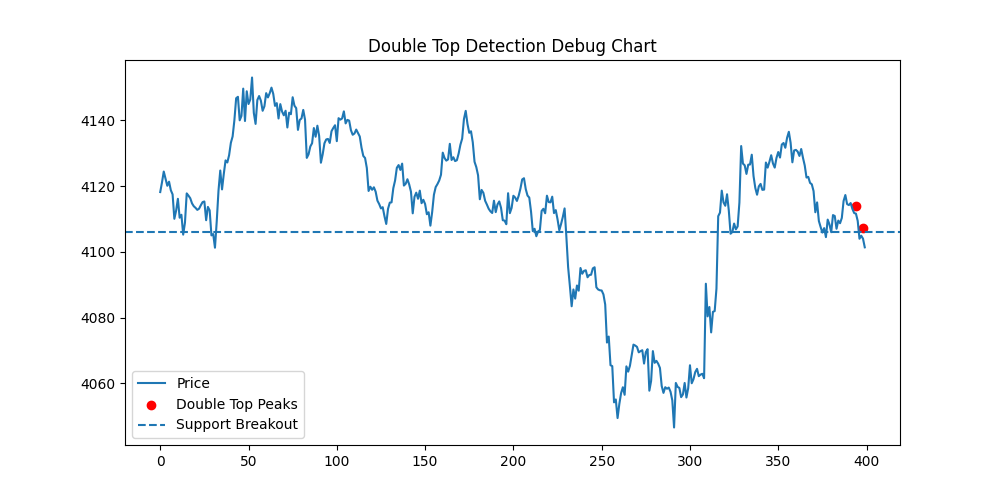 Double Top Detection Debug Chart
4140
4120
4100
4080
4060
Price
Double Top Peaks
Support Breakout
0 50 100 150 200 250 300 350 400